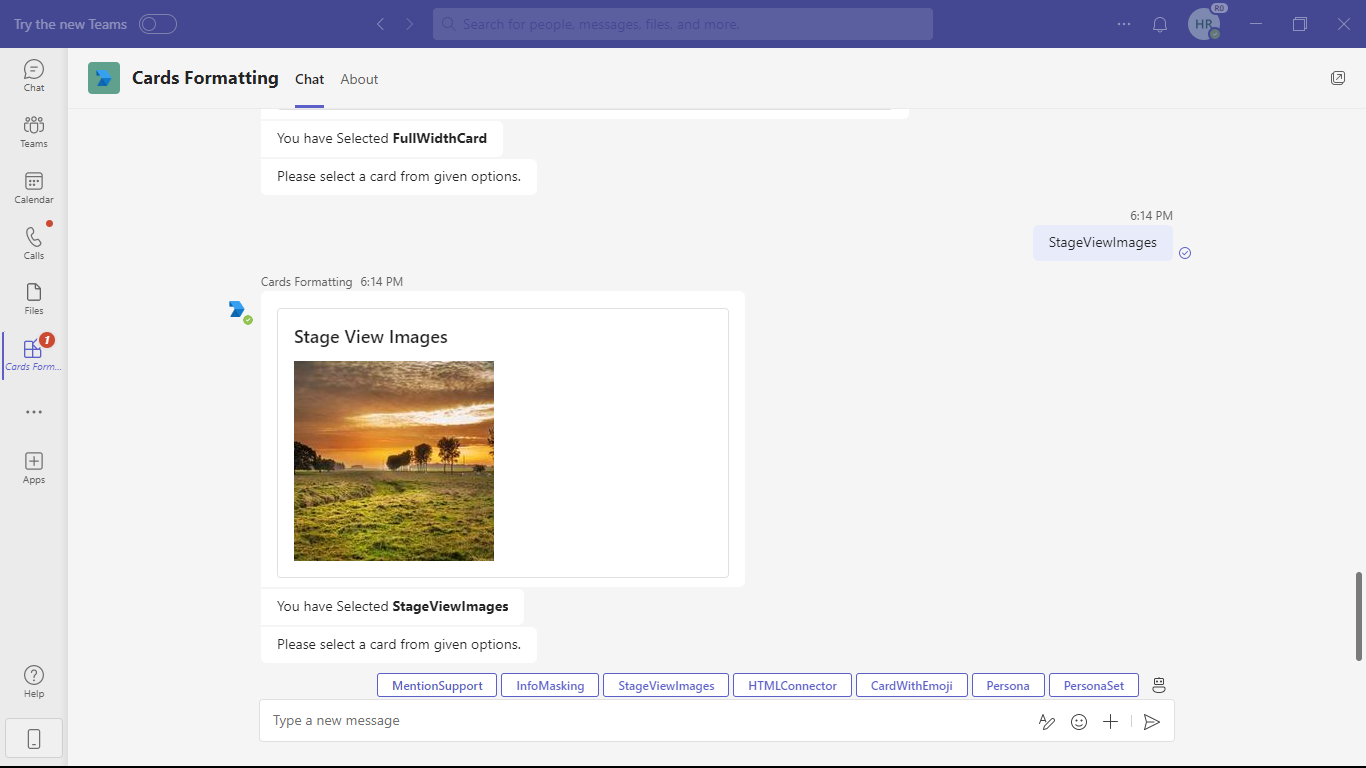 Try the new Teams
Search for people, messages, files, and more.
HR
RO
Chat
Teams
Calendar
Calls
Files
1
Cards Form...
Apps
Help
Cards Formatting
Chat
About
You have Selected FullWidthCard
Please select a card from given options.
6:14 PM
StageViewImages
Cards Formatting 6:14 PM
Stage View Images
You have Selected StageViewImages
Please select a card from given options.
MentionSupport
InfoMasking
StageViewImages
HTMLConnector
CardWithEmoji
Persona
PersonaSet
Type a new message